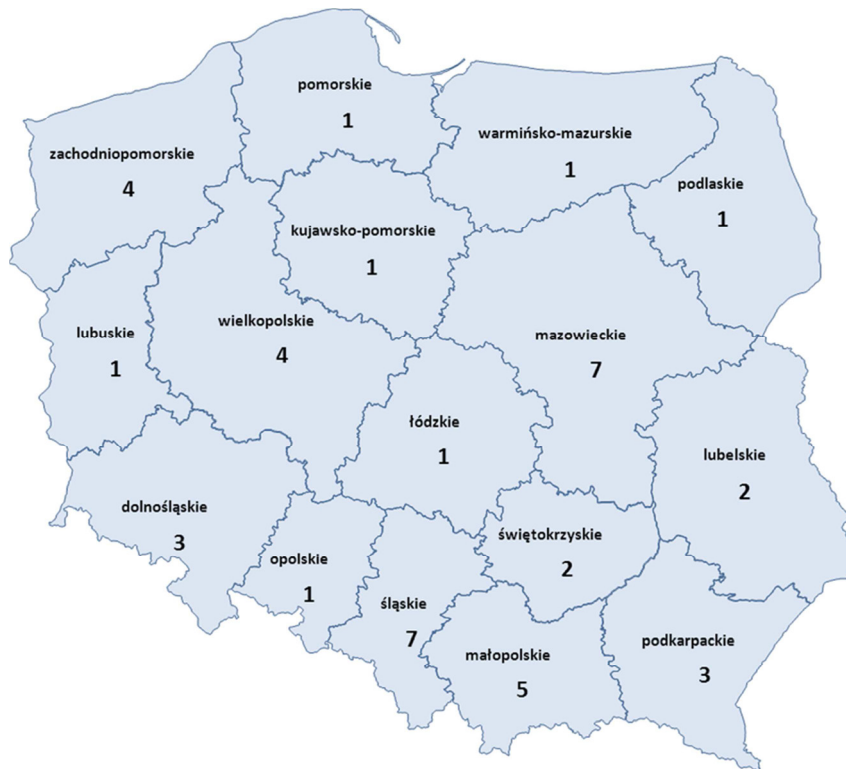 pomorskie
1
warmińsko-mazurskie
1
zachodniopomorskie
4
podlaskie
1
kujawsko-pomorskie
1
wielkopolskie
4
lubuskie
1
mazowieckie
7
łódzkie
1
lubelskie
2
dolnośląskie
3
świętokrzyskie
2
opolskie
1
śląskie
7
małopolskie
5
podkarpackie
3